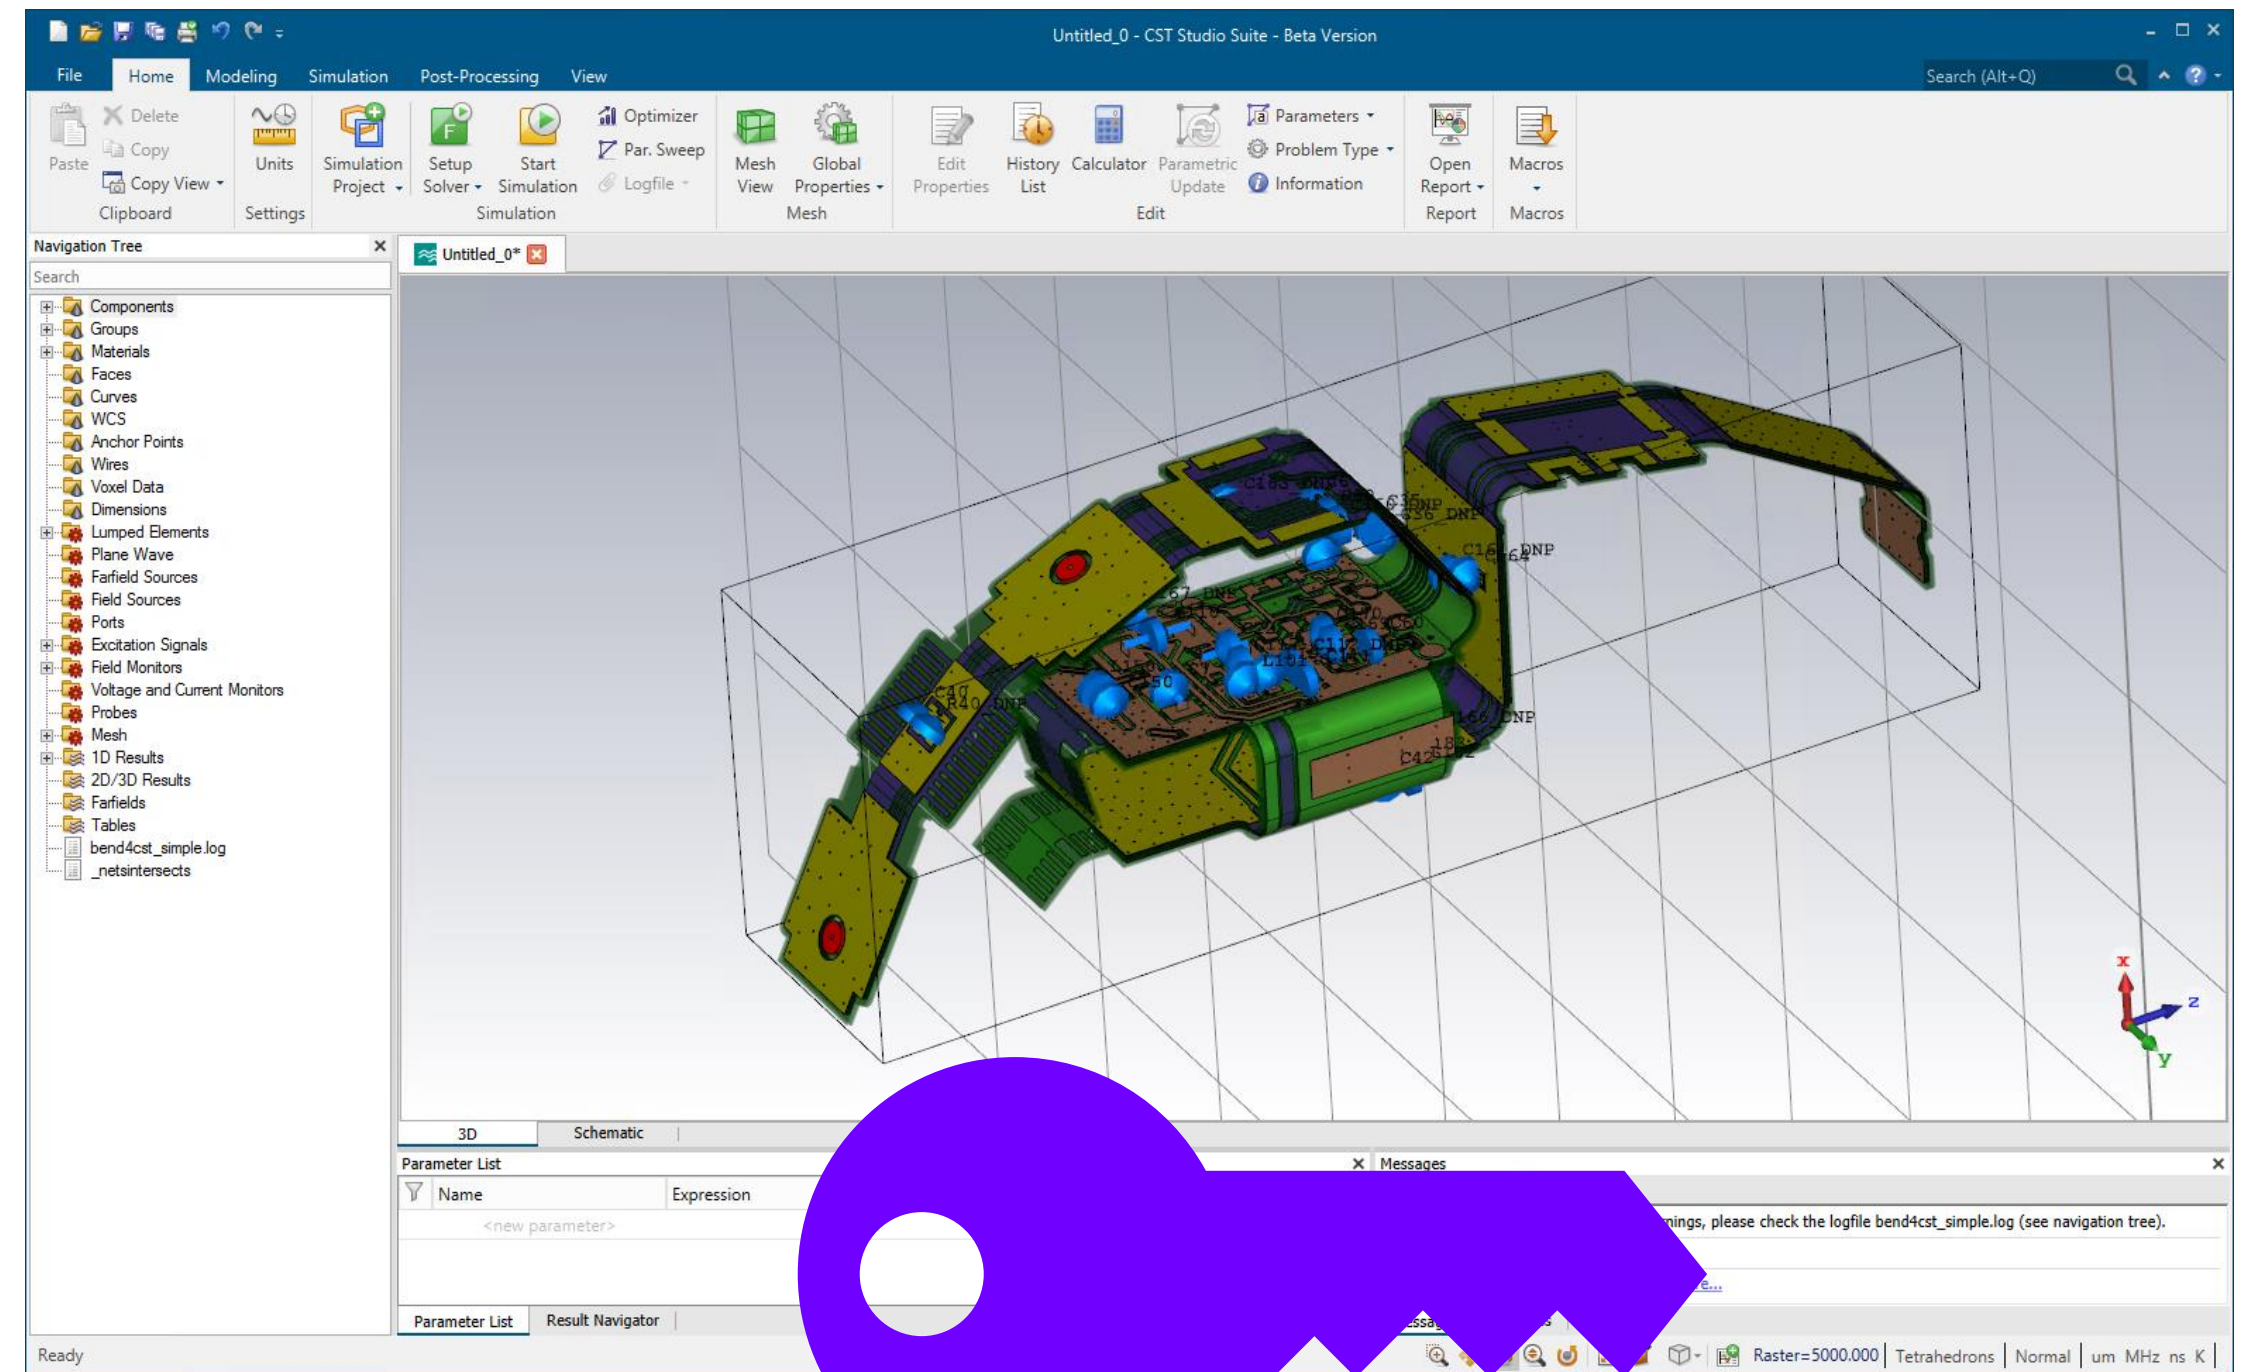 Untitled_0 - CST Studio Suite - Beta Version
File Home Modeling Simulation Post-Processing View Search (Alt+Q)
Paste
Delete
Copy
Copy View
Clipboard
Units
Settings
Simulation Project
Setup Solver
Start Simulation
Optimizer
Par. Sweep
Logfile
Simulation
Mesh View
Global Properties
Mesh
Edit Properties
History List
Calculator
Parametric Update
Parameters
Problem Type
Information
Edit
Open Report
Report
Macros
Macros
Navigation Tree
Untitled_0*
Search
Components
Groups
Materials
Faces
Curves
WCS
Anchor Points
Wires
Voxel Data
Dimensions
Lumped Elements
Plane Wave
Farfield Sources
Field Sources
Ports
Excitation Signals
Field Monitors
Voltage and Current Monitors
Probes
Mesh
1D Results
2D/3D Results
Farfields
Tables
bend4cst_simple.log
_netsintersects
C40
R40_DNP
x
z
y
3D Schematic
Parameter List
Name Expression
<new parameter>
Parameter List Result Navigator
Messages
please check the logfile bend4cst_simple.log (see navigation tree).
Ready
Raster=5000.000 Tetrahedrons Normal um MHz ns K